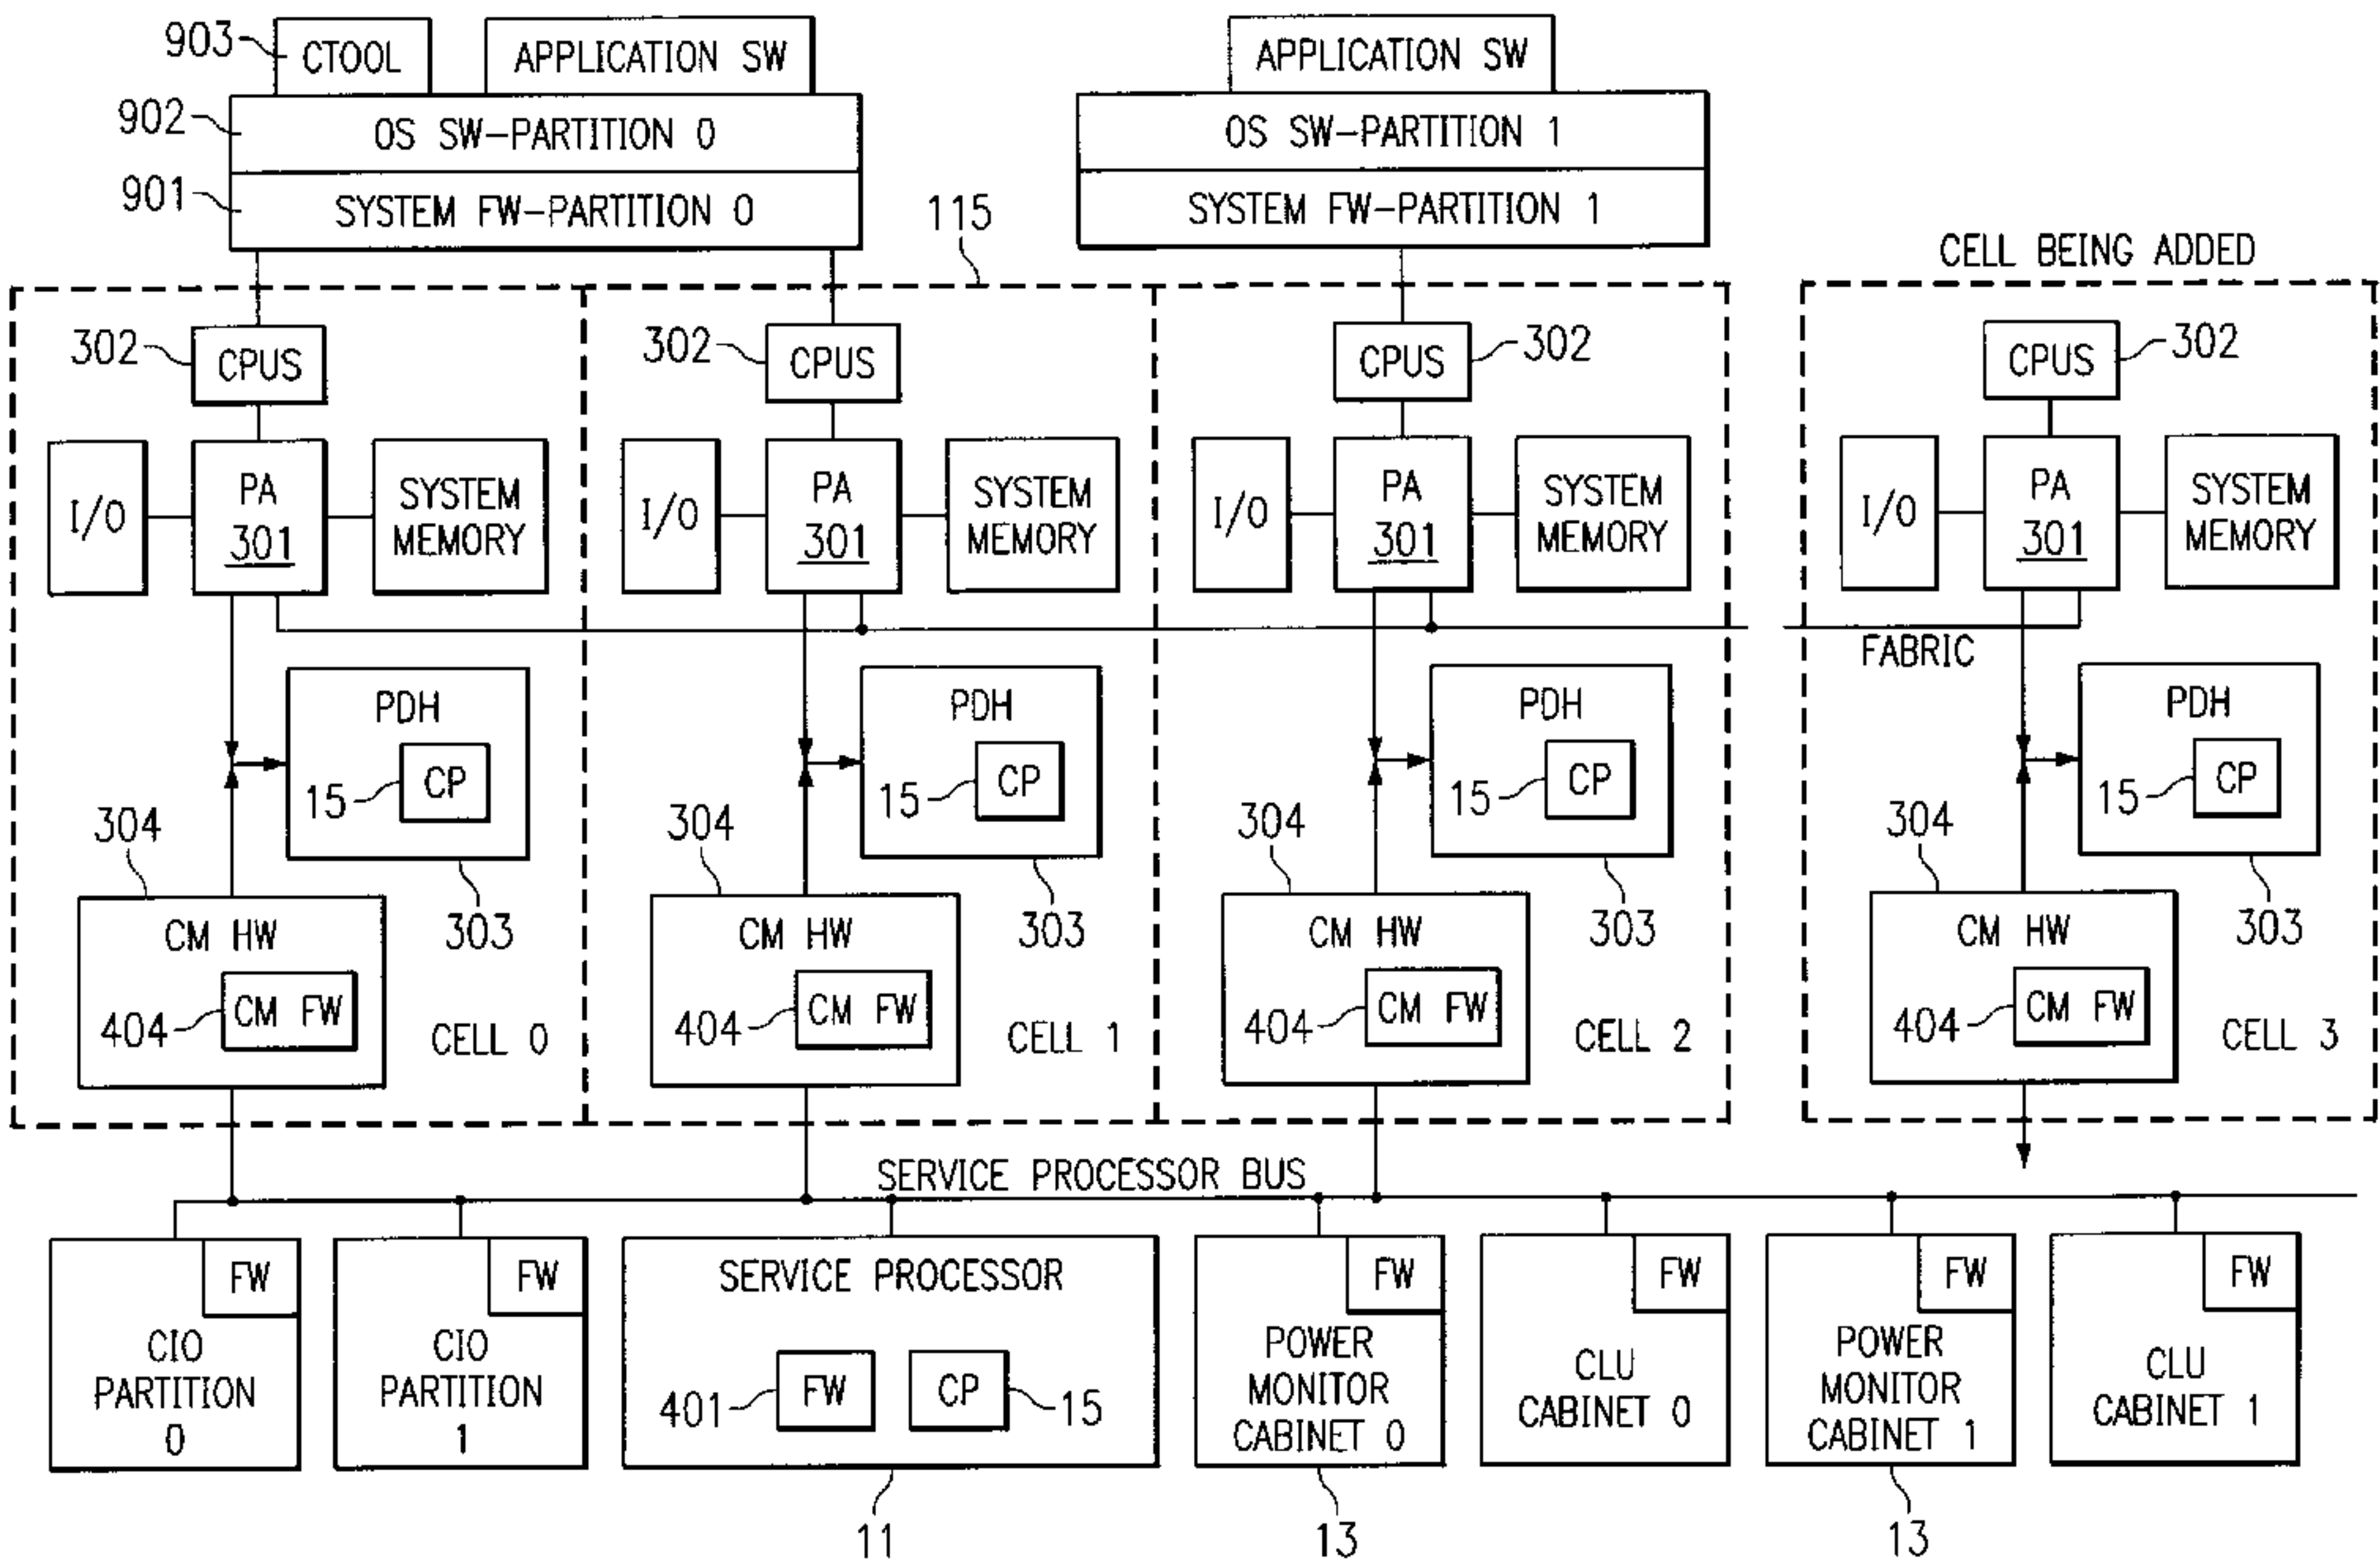 903 CTOOL APPLICATION SW APPLICATION SW
902 OS SW-PARTITION 0 OS SW-PARTITION 1
901 SYSTEM FW-PARTITION 0 SYSTEM FW-PARTITION 1
115
CELL BEING ADDED
302 CPUS 302 CPUS CPUS 302 CPUS 302
I/O PA 301 SYSTEM MEMORY I/O PA 301 SYSTEM MEMORY I/O PA 301 SYSTEM MEMORY I/O PA 301 SYSTEM MEMORY
FABRIC
PDH PDH PDH PDH
15 CP 15 CP 15 CP 15 CP
304 304 304 304
CM HW 303 CM HW 303 CM HW 303 CM HW 303
404 CM FW 404 CM FW 404 CM FW 404 CM FW
CELL 0 CELL 1 CELL 2 CELL 3
SERVICE PROCESSOR BUS
FW
CIO
PARTITION
0
FW
CIO
PARTITION
1
SERVICE PROCESSOR
401 FW CP 15
FW
POWER
MONITOR
CABINET 0
FW
CLU
CABINET 0
FW
POWER
MONITOR
CABINET 1
FW
CLU
CABINET 1
11 13 13